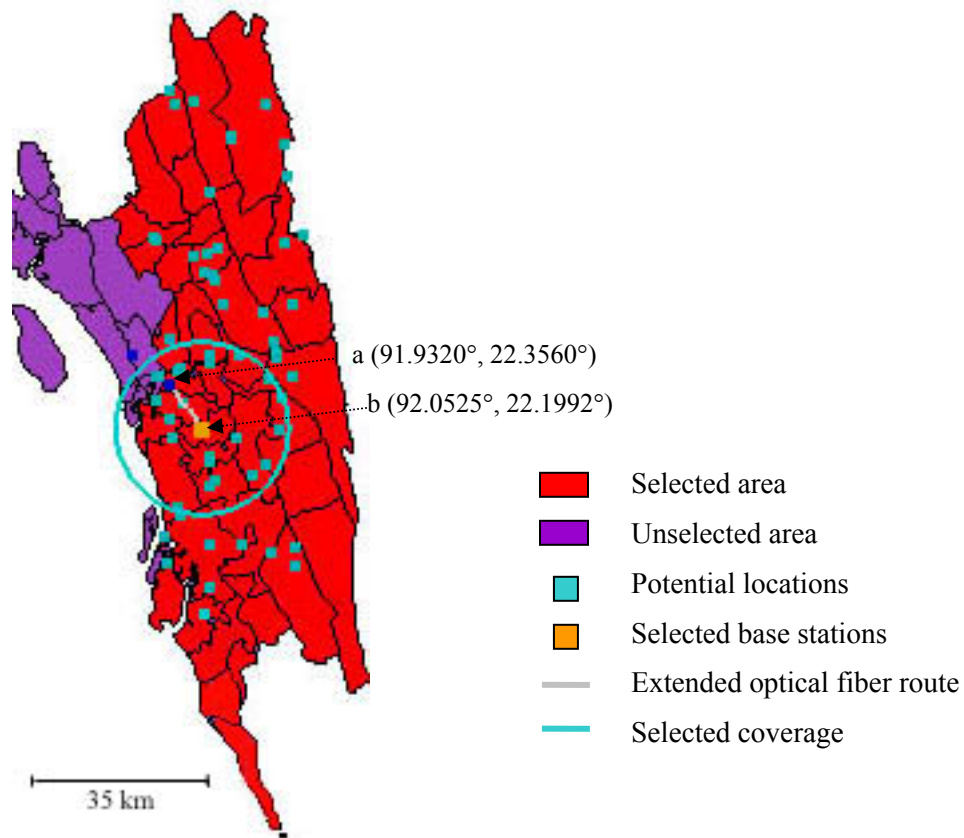 a (91.9320°, 22.3560°)
b (92.0525°, 22.1992°)
Selected area
Unselected area
Potential locations
Selected base stations
Extended optical fiber route
Selected coverage
35 km